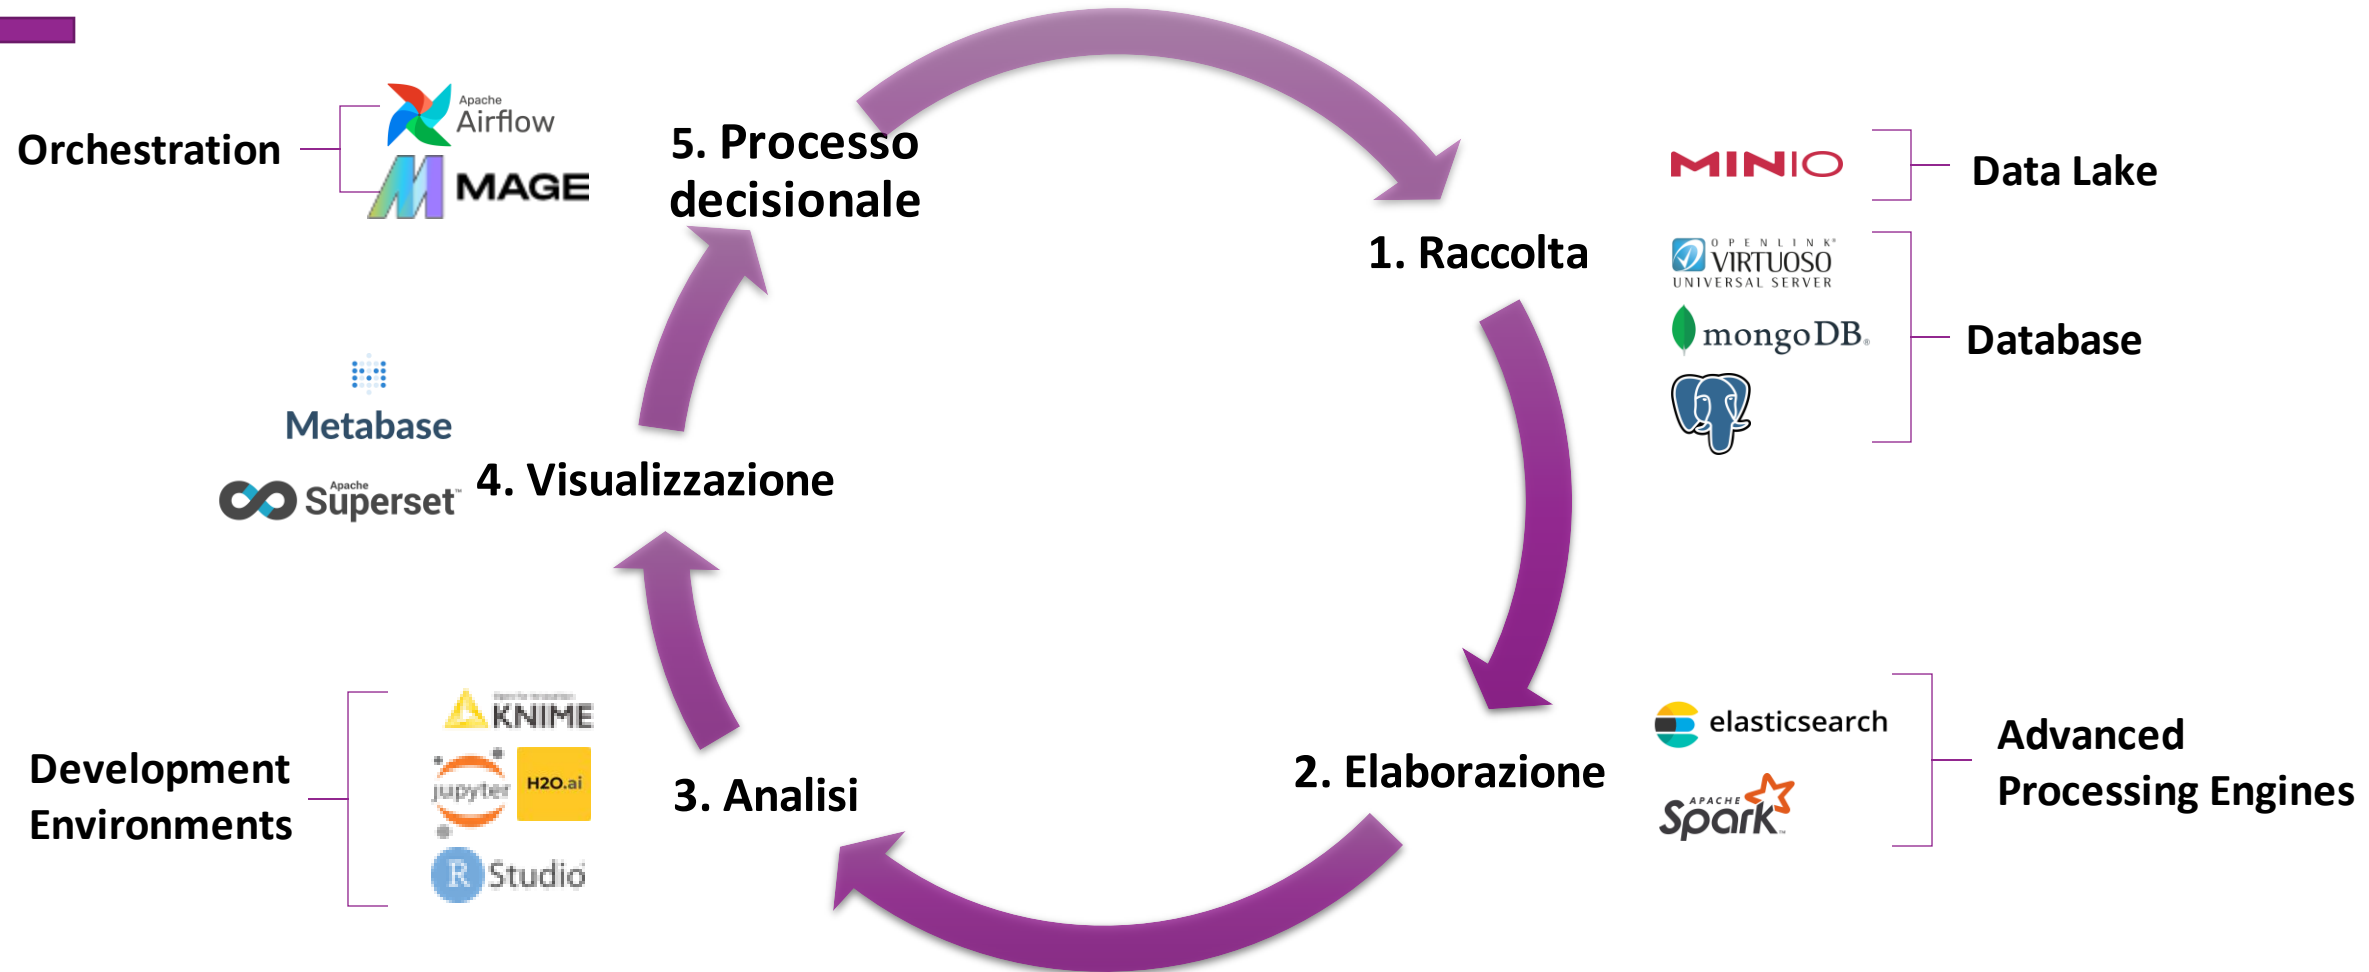 Orchestration
Apache
Airflow
MAGE
5. Processo
decisionale
MINIO
Data Lake
1. Raccolta
OPENLINK
VIRTUOSO
UNIVERSAL SERVER
mongoDB®
Database
Metabase
Apache
Superset™
4. Visualizzazione
elasticsearch
APACHE
Spark™
Advanced
Processing Engines
2. Elaborazione
KNIME
jupyter
H2O.ai
R Studio
Development
Environments
3. Analisi